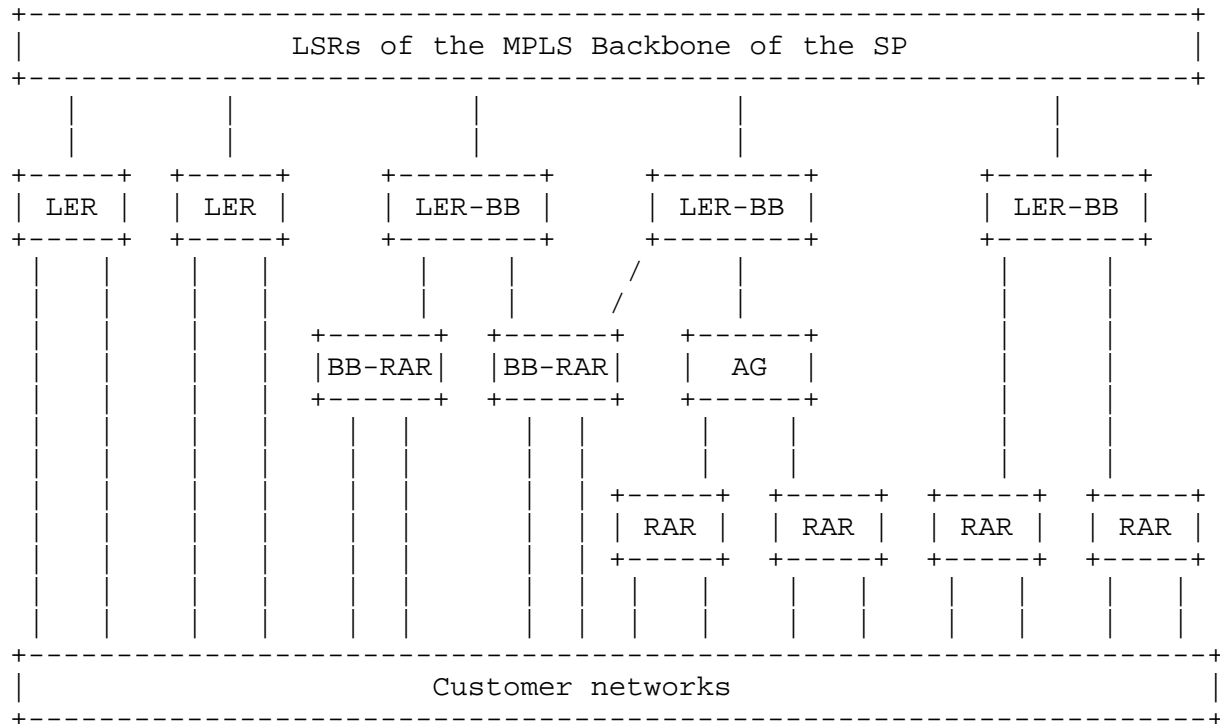 LSRs of the MPLS Backbone of the SP
LER LER LER-BB LER-BB LER-BB
BB-RAR BB-RAR AG
RAR RAR RAR RAR
Customer networks